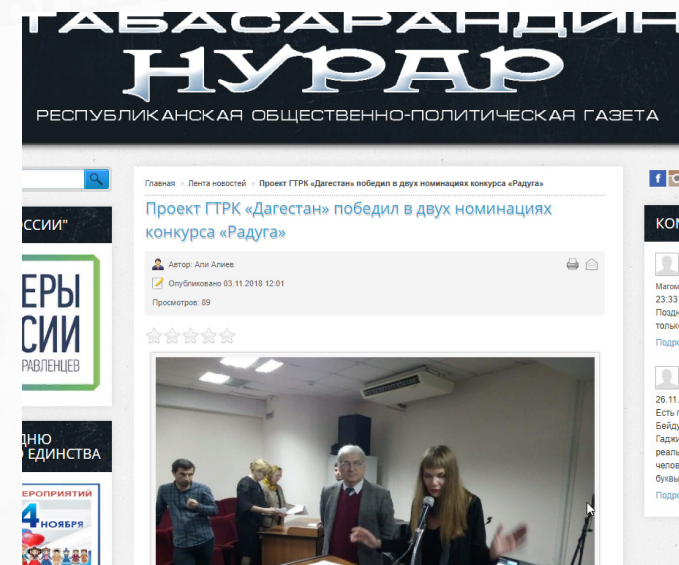 ТАБАСАРАНДИН
НУРАР
РЕСПУБЛИКАНСКАЯ ОБЩЕСТВЕННО-ПОЛИТИЧЕСКАЯ ГАЗЕТА
Главная
Лента новостей
Проект ГТРК «Дагестан» победил в двух номинациях конкурса «Радуга»
Проект ГТРК «Дагестан» победил в двух номинациях
конкурса «Радуга»
Автор: Али Алиев
Опубликовано 03.11.2018 12:01
Просмотров: 89
ССИИ"
ЕРЫ
СИИ
РАВЛЕНЦЕВ
ДНЮ
ЕДИНСТВА
ЕРОПРИЯТИЙ
4 НОЯБРЯ
f
КОМ
Магом
23:33
Поздн
только
Подро
26.11.
Есть п
Бейду
Гаджи
реаль
челов
буквы
Подро